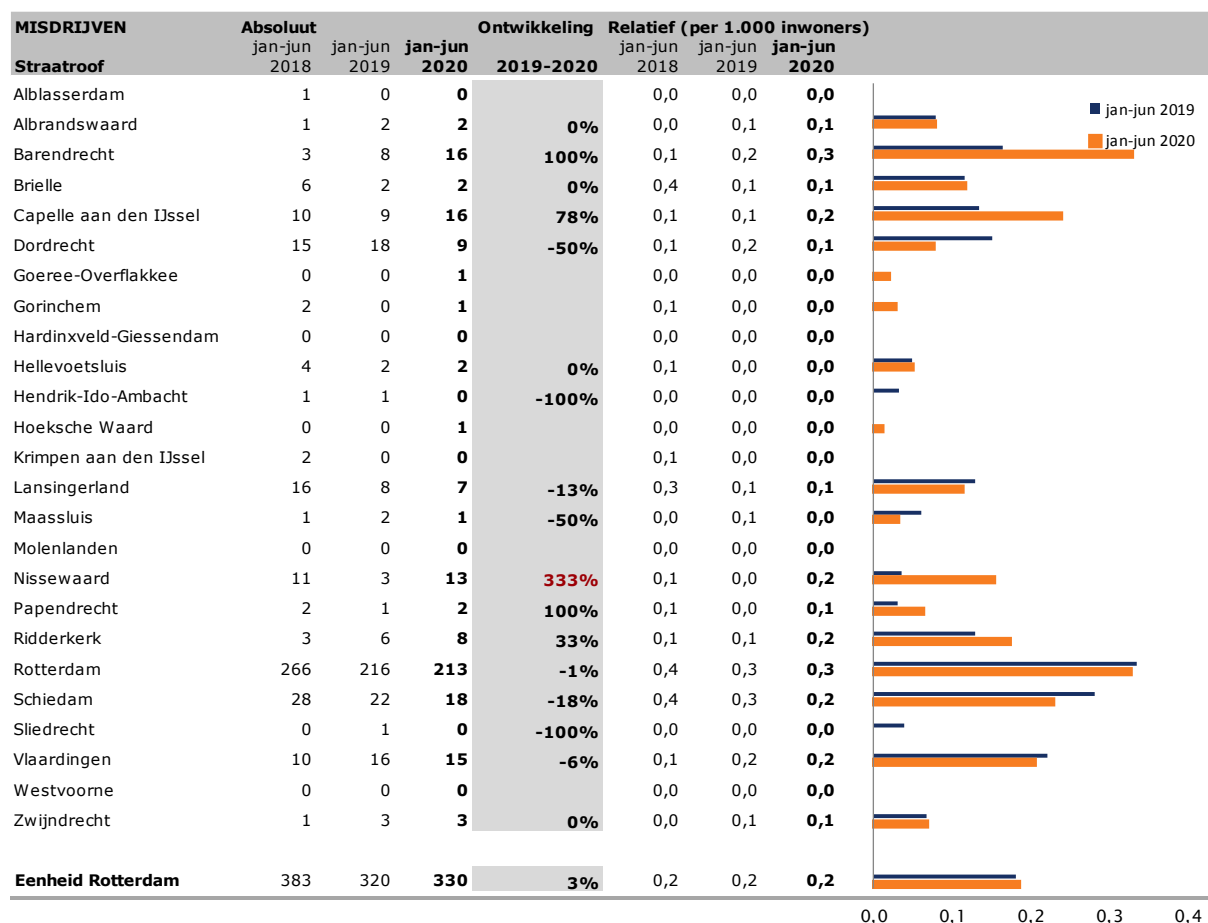 MISDRIJVEN Absoluut Ontwikkeling Relatief (per 1.000 inwoners)
jan-jun jan-jun jan-jun jan-jun jan-jun jan-jun
Straatroof 2018 2019 2020 2019-2020 2018 2019 2020
Alblasserdam 1 0 0 0,0 0,0 0,0
jan-jun 2019
Albrandswaard 1 2 2 0% 0,0 0,1 0,1
jan-jun 2020
Barendrecht 3 8 16 100% 0,1 0,2 0,3
Brielle 6 2 2 0% 0,4 0,1 0,1
Capelle aan den IJssel 10 9 16 78% 0,1 0,1 0,2
Dordrecht 15 18 9 -50% 0,1 0,2 0,1
Goeree-Overflakkee 0 0 1 0,0 0,0 0,0
Gorinchem 2 0 1 0,1 0,0 0,0
Hardinxveld-Giessendam 0 0 0 0,0 0,0 0,0
Hellevoetsluis 4 2 2 0% 0,1 0,0 0,0
Hendrik-Ido-Ambacht 1 1 0 -100% 0,0 0,0 0,0
Hoeksche Waard 0 0 1 0,0 0,0 0,0
Krimpen aan den IJssel 2 0 0 0,1 0,0 0,0
Lansingerland 16 8 7 -13% 0,3 0,1 0,1
Maassluis 1 2 1 -50% 0,0 0,1 0,0
Molenlanden 0 0 0 0,0 0,0 0,0
Nissewaard 11 3 13 333% 0,1 0,0 0,2
Papendrecht 2 1 2 100% 0,1 0,0 0,1
Ridderkerk 3 6 8 33% 0,1 0,1 0,2
Rotterdam 266 216 213 -1% 0,4 0,3 0,3
Schiedam 28 22 18 -18% 0,4 0,3 0,2
Sliedrecht 0 1 0 -100% 0,0 0,0 0,0
Vlaardingen 10 16 15 -6% 0,1 0,2 0,2
Westvoorne 0 0 0 0,0 0,0 0,0
Zwijndrecht 1 3 3 0% 0,0 0,1 0,1
Eenheid Rotterdam 383 320 330 3% 0,2 0,2 0,2
0,0 0,1 0,2 0,3 0,4